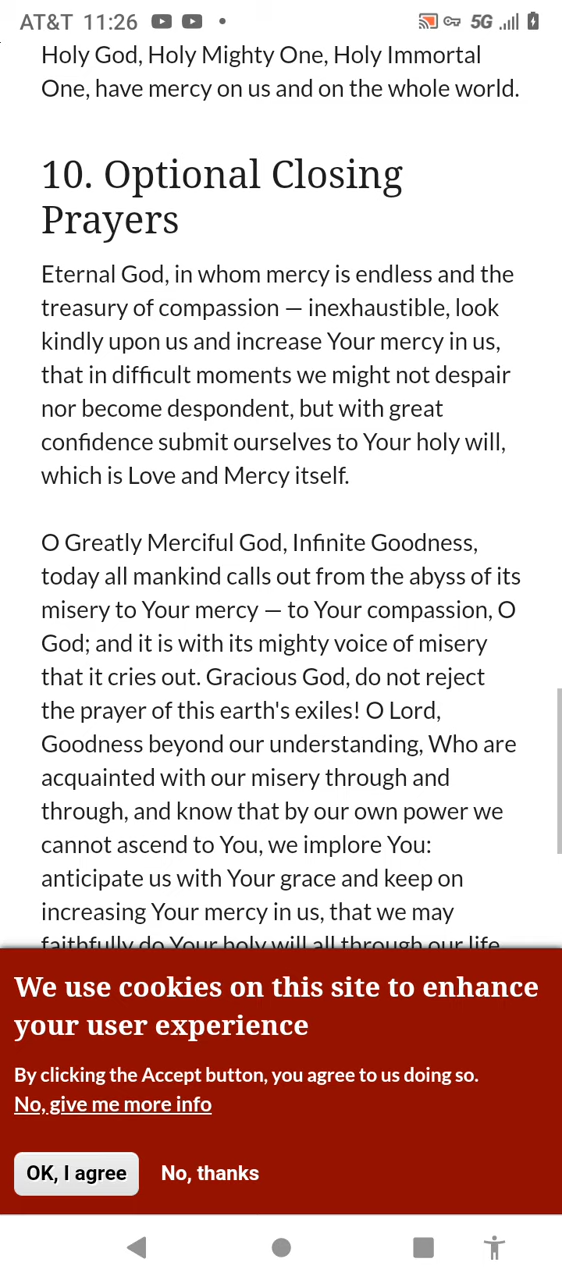 AT&T 11:26 5G
Holy God, Holy Mighty One, Holy Immortal
One, have mercy on us and on the whole world.
10. Optional Closing
Prayers
Eternal God, in whom mercy is endless and the
treasury of compassion — inexhaustible, look
kindly upon us and increase Your mercy in us,
that in difficult moments we might not despair
nor become despondent, but with great
confidence submit ourselves to Your holy will,
which is Love and Mercy itself.
O Greatly Merciful God, Infinite Goodness,
today all mankind calls out from the abyss of its
misery to Your mercy — to Your compassion, O
God; and it is with its mighty voice of misery
that it cries out. Gracious God, do not reject
the prayer of this earth's exiles! O Lord,
Goodness beyond our understanding, Who are
acquainted with our misery through and
through, and know that by our own power we
cannot ascend to You, we implore You:
anticipate us with Your grace and keep on
increasing Your mercy in us, that we may
faithfully do Your holy will all through our life
We use cookies on this site to enhance
your user experience
By clicking the Accept button, you agree to us doing so.
No, give me more info
OK, I agree No, thanks